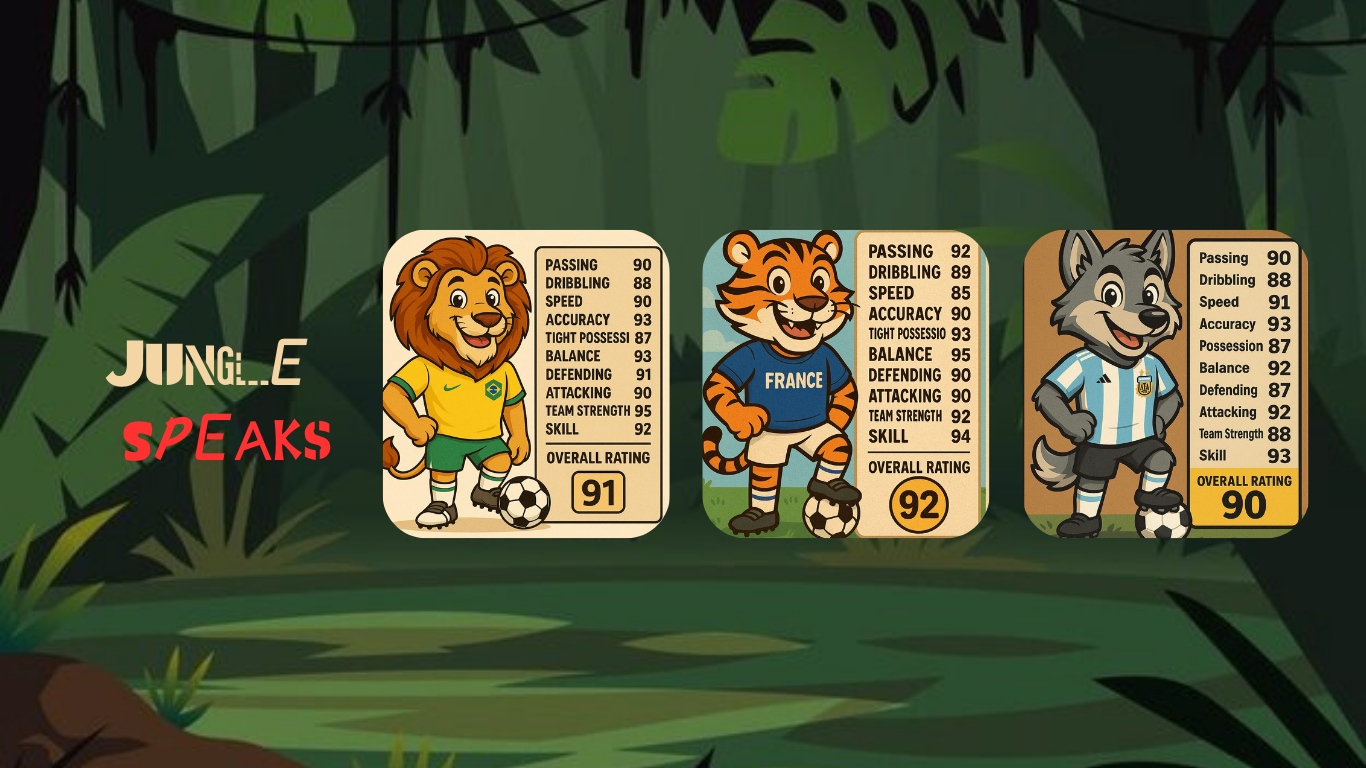 JUNGLE
SPEAKS
PASSING 90
DRIBBLING 88
SPEED 90
ACCURACY 93
TIGHT POSSESSI 87
BALANCE 93
DEFENDING 91
ATTACKING 90
TEAM STRENGTH 95
SKILL 92
OVERALL RATING
91
FRANCE
PASSING 92
DRIBBLING 89
SPEED 85
ACCURACY 90
TIGHT POSSESSIO 93
BALANCE 95
DEFENDING 90
ATTACKING 90
TEAM STRENGTH 92
SKILL 94
OVERALL RATING
92
AFA
Passing 90
Dribbling 88
Speed 91
Accuracy 93
Possession 87
Balance 92
Defending 87
Attacking 92
Team Strength 88
Skill 93
OVERALL RATING
90